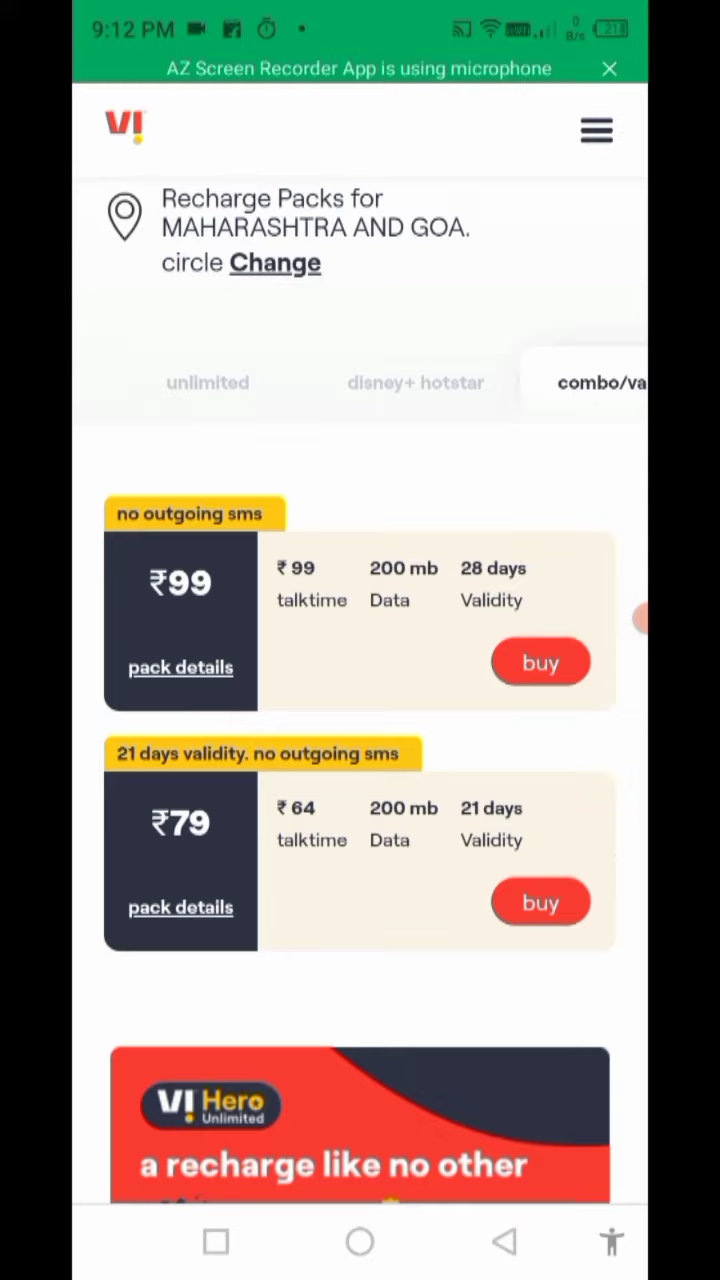 9:12 PM
0
B/s
AZ Screen Recorder App is using microphone
VI
Recharge Packs for
MAHARASHTRA AND GOA.
circle Change
unlimited disney+ hotstar combo/va
no outgoing sms
₹99
₹ 99 200 mb 28 days
talktime Data Validity
pack details
buy
21 days validity. no outgoing sms
₹79
₹ 64 200 mb 21 days
talktime Data Validity
pack details
buy
VI Hero
Unlimited
a recharge like no other